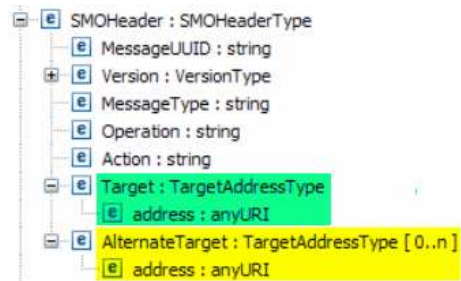 SMOHeader : SMOHeaderType
MessageUUID : string
Version : VersionType
MessageType : string
Operation : string
Action : string
Target : TargetAddressType
address : anyURI
AlternateTarget : TargetAddressType [ 0..n ]
address : anyURI